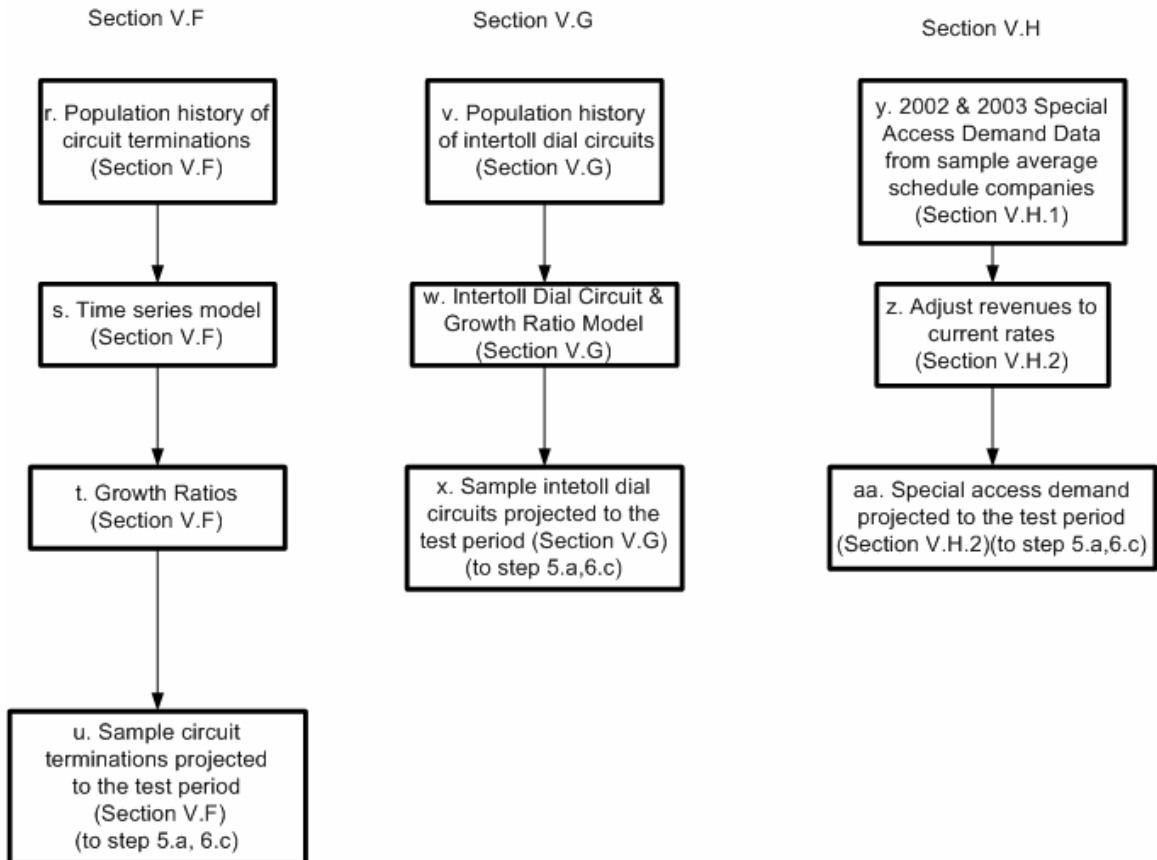 Section V.F
r. Population history of
circuit terminations
(Section V.F)
s. Time series model
(Section V.F)
t. Growth Ratios
(Section V.F)
u. Sample circuit
terminations projected
to the test period
(Section V.F)
(to step 5.a, 6.c)
Section V.G
v. Population history
of intertoll dial circuits
(Section V.G)
w. Intertoll Dial Circuit &
Growth Ratio Model
(Section V.G)
x. Sample intetoll dial
circuits projected to the
test period (Section V.G)
(to step 5.a,6.c)
Section V.H
y. 2002 & 2003 Special
Access Demand Data
from sample average
schedule companies
(Section V.H.1)
z. Adjust revenues to
current rates
(Section V.H.2)
aa. Special access demand
projected to the test period
(Section V.H.2)(to step 5.a,6.c)